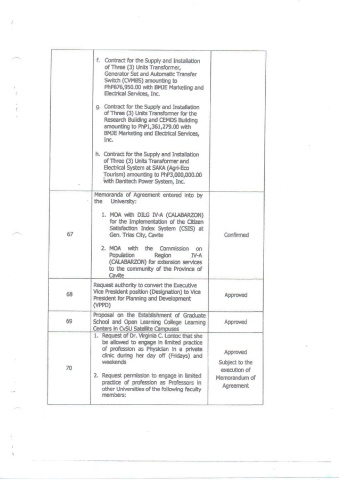 f. Contract for the Supply and Installation
of Three (3) Units Transformer,
Generator Set and Automatic Transfer
Switch (CVMBS) amounting to
PhP876,950.00 with BMJE Marketing and
Electrical Services, Inc.
g. Contract for the Supply and Installation
of Three (3) Units Transformer for the
Research Building and CEMDS Building
amounting to PhP1,361,279.00 with
BMJE Marketing and Electrical Services,
Inc.
h. Contract for the Supply and Installation
of Three (3) Units Transformer and
Electrical System at SAKA (Agri-Eco
Tourism) amounting to PhP3,000,000.00
with Denitech Power System, Inc.
67
Memoranda of Agreement entered into by
the University:
1. MOA with DILG IV-A (CALABARZON)
for the Implementation of the Citizen
Satisfaction Index System (CSIS) at
Gen. Trias City, Cavite
2. MOA with the Commission on
Population Region IV-A
(CALABARZON) for extension services
to the community of the Province of
Cavite
Confirmed
68
Request authority to convert the Executive
Vice President position (Designation) to Vice
President for Planning and Development
(VPPD)
Approved
69
Proposal on the Establishment of Graduate
School and Open Learning College Learning
Centers in CvSU Satellite Campuses
Approved
70
1. Request of Dr. Virginia C. Lontoc that she
be allowed to engage in limited practice
of profession as Physician in a private
clinic during her day off (Fridays) and
weekends
2. Request permission to engage in limited
practice of profession as Professors in
other Universities of the following faculty
members:
Approved
Subject to the
execution of
Memorandum of
Agreement